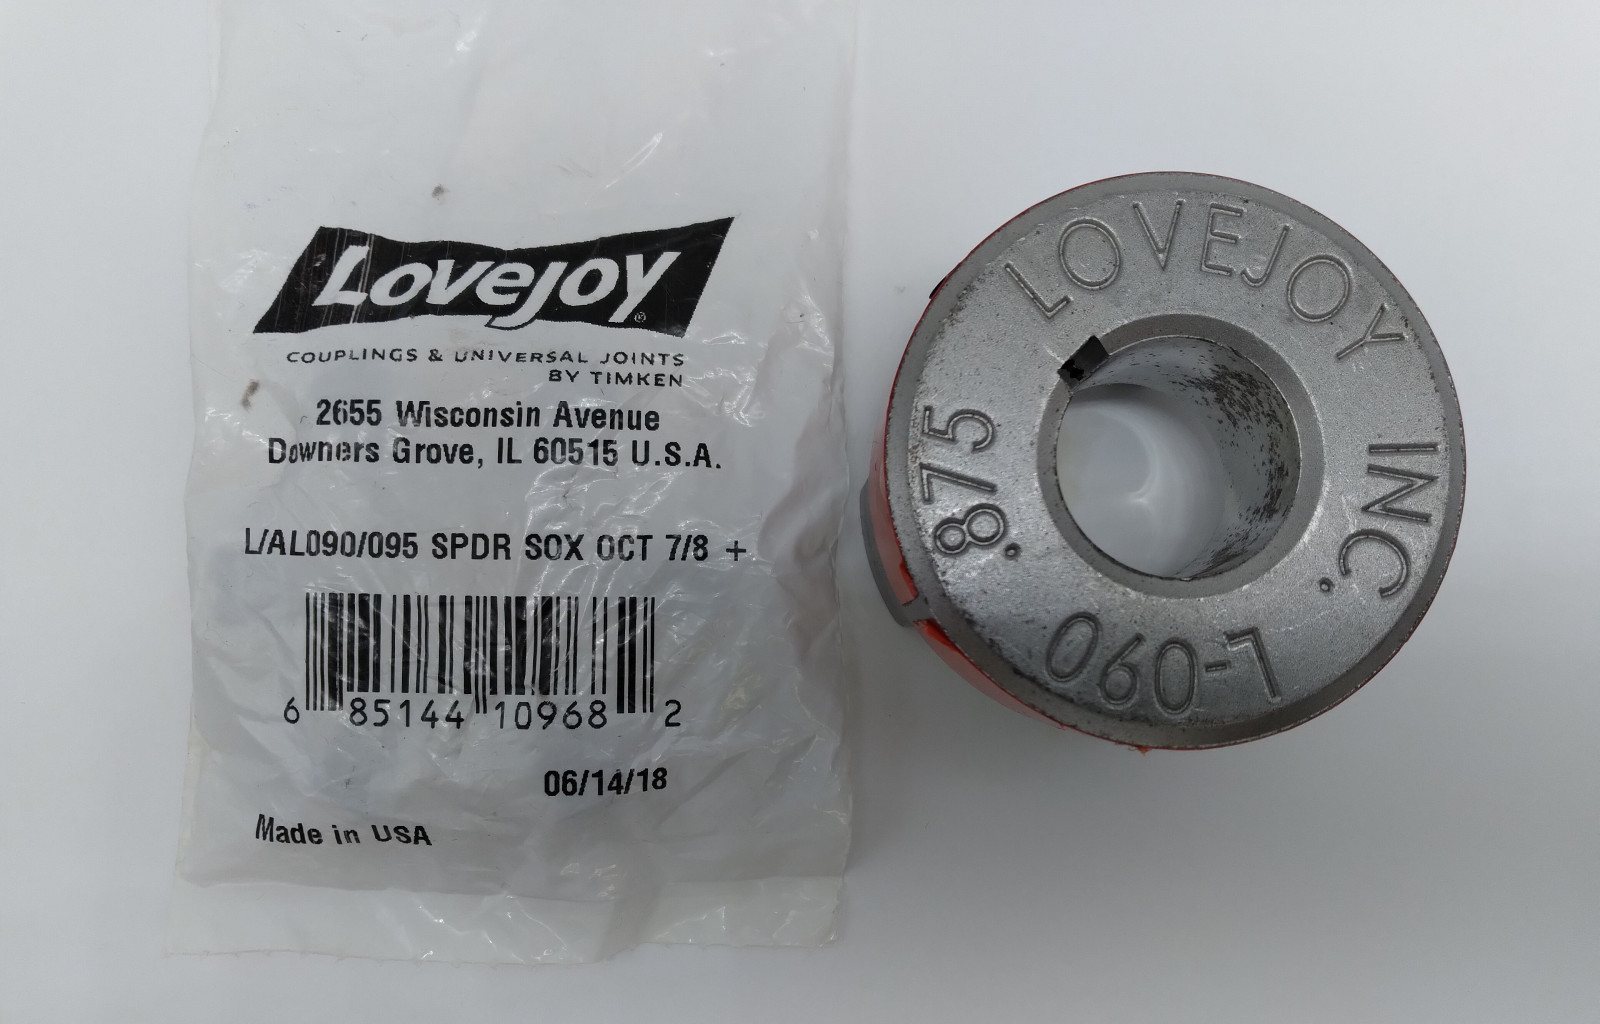 Lovejoy®
COUPLINGS & UNIVERSAL JOINTS
BY TIMKEN
2655 Wisconsin Avenue
Downers Grove, IL 60515 U.S.A.
L/AL090/095 SPDR SOX OCT 7/8 +
6 85144 10968 2
06/14/18
Made in USA
LOVEJOY INC.
L-090
.875